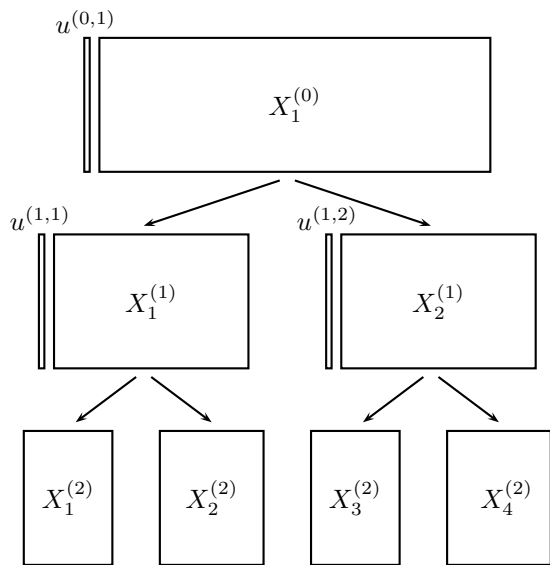 u^{(0,1)}
X_1^{(0)}
u^{(1,1)} u^{(1,2)}
X_1^{(1)} X_2^{(1)}
X_1^{(2)} X_2^{(2)} X_3^{(2)} X_4^{(2)}